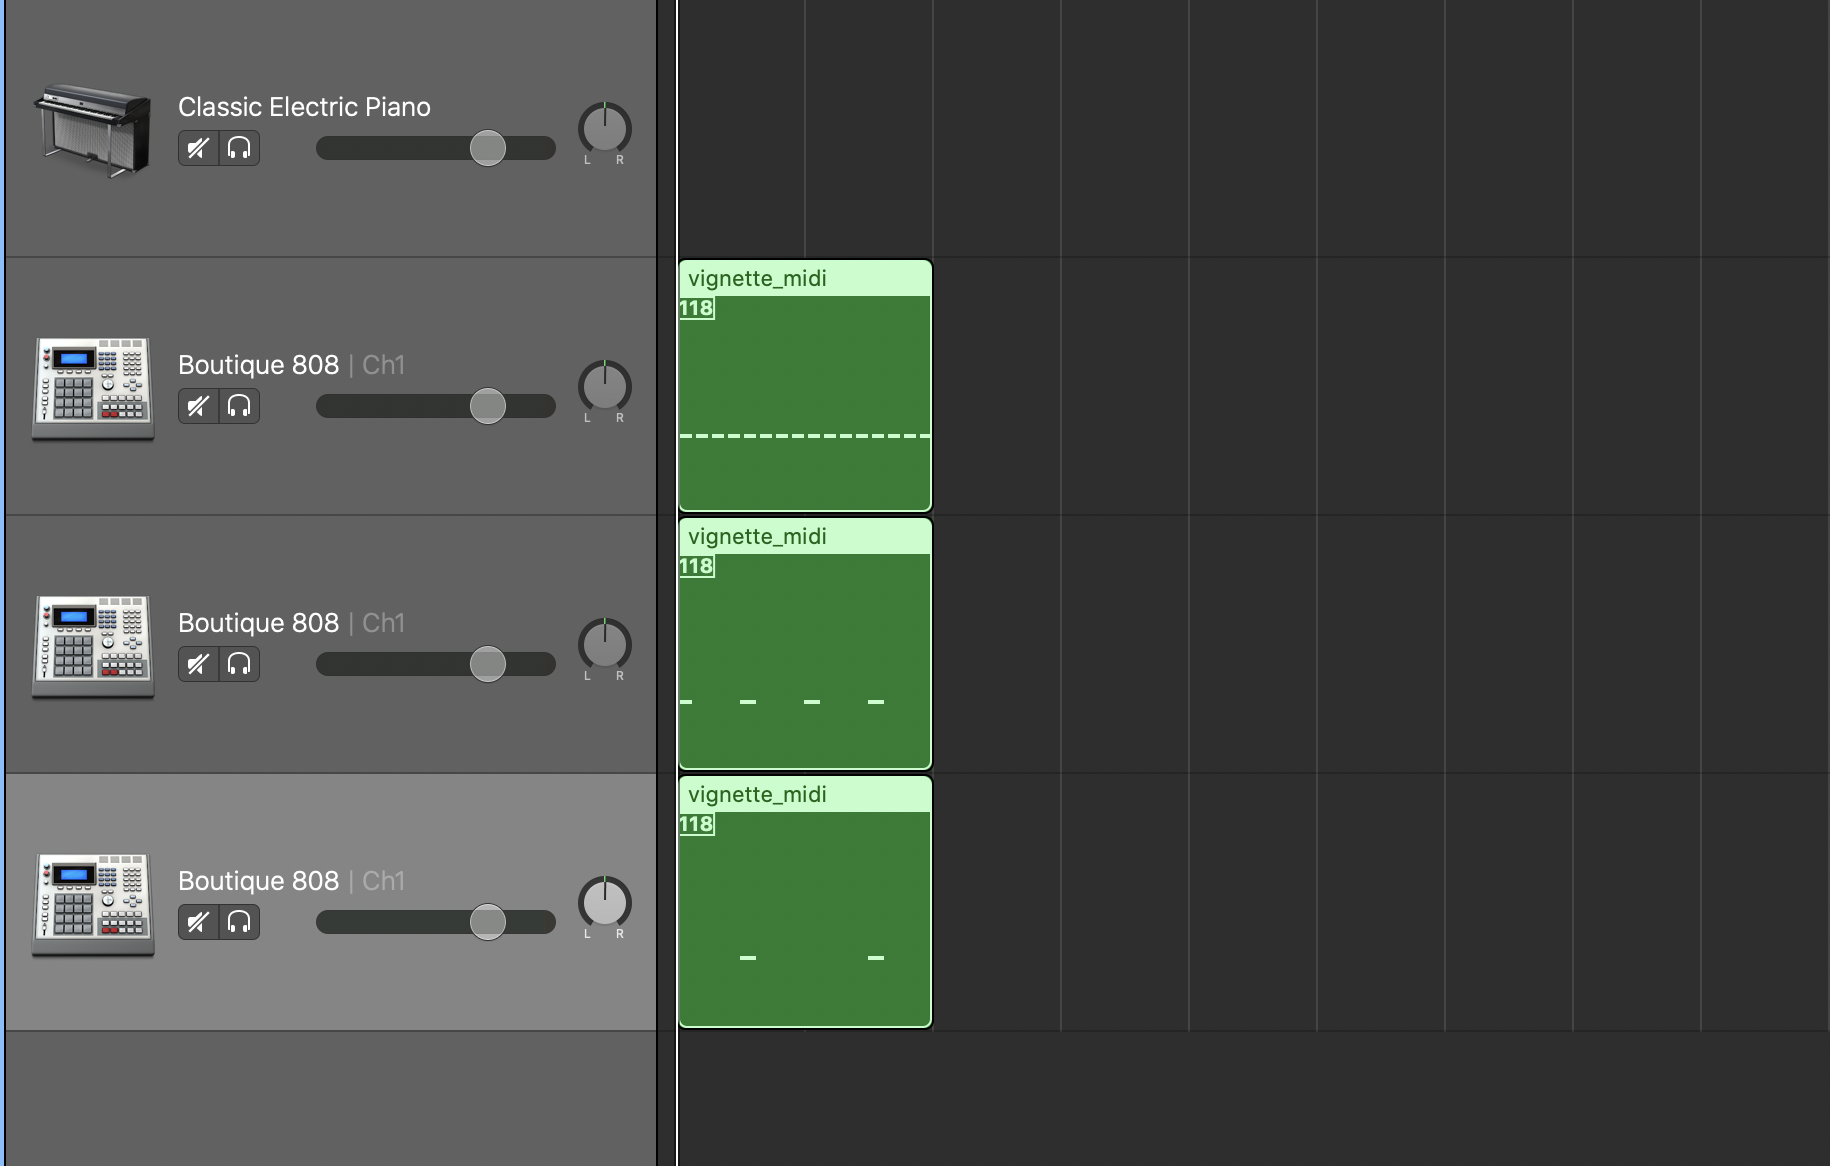 Classic Electric Piano
L R
vignette_midi
118
Boutique 808 | Ch1
L R
vignette_midi
118
Boutique 808 | Ch1
L R
vignette_midi
118
Boutique 808 | Ch1
L R